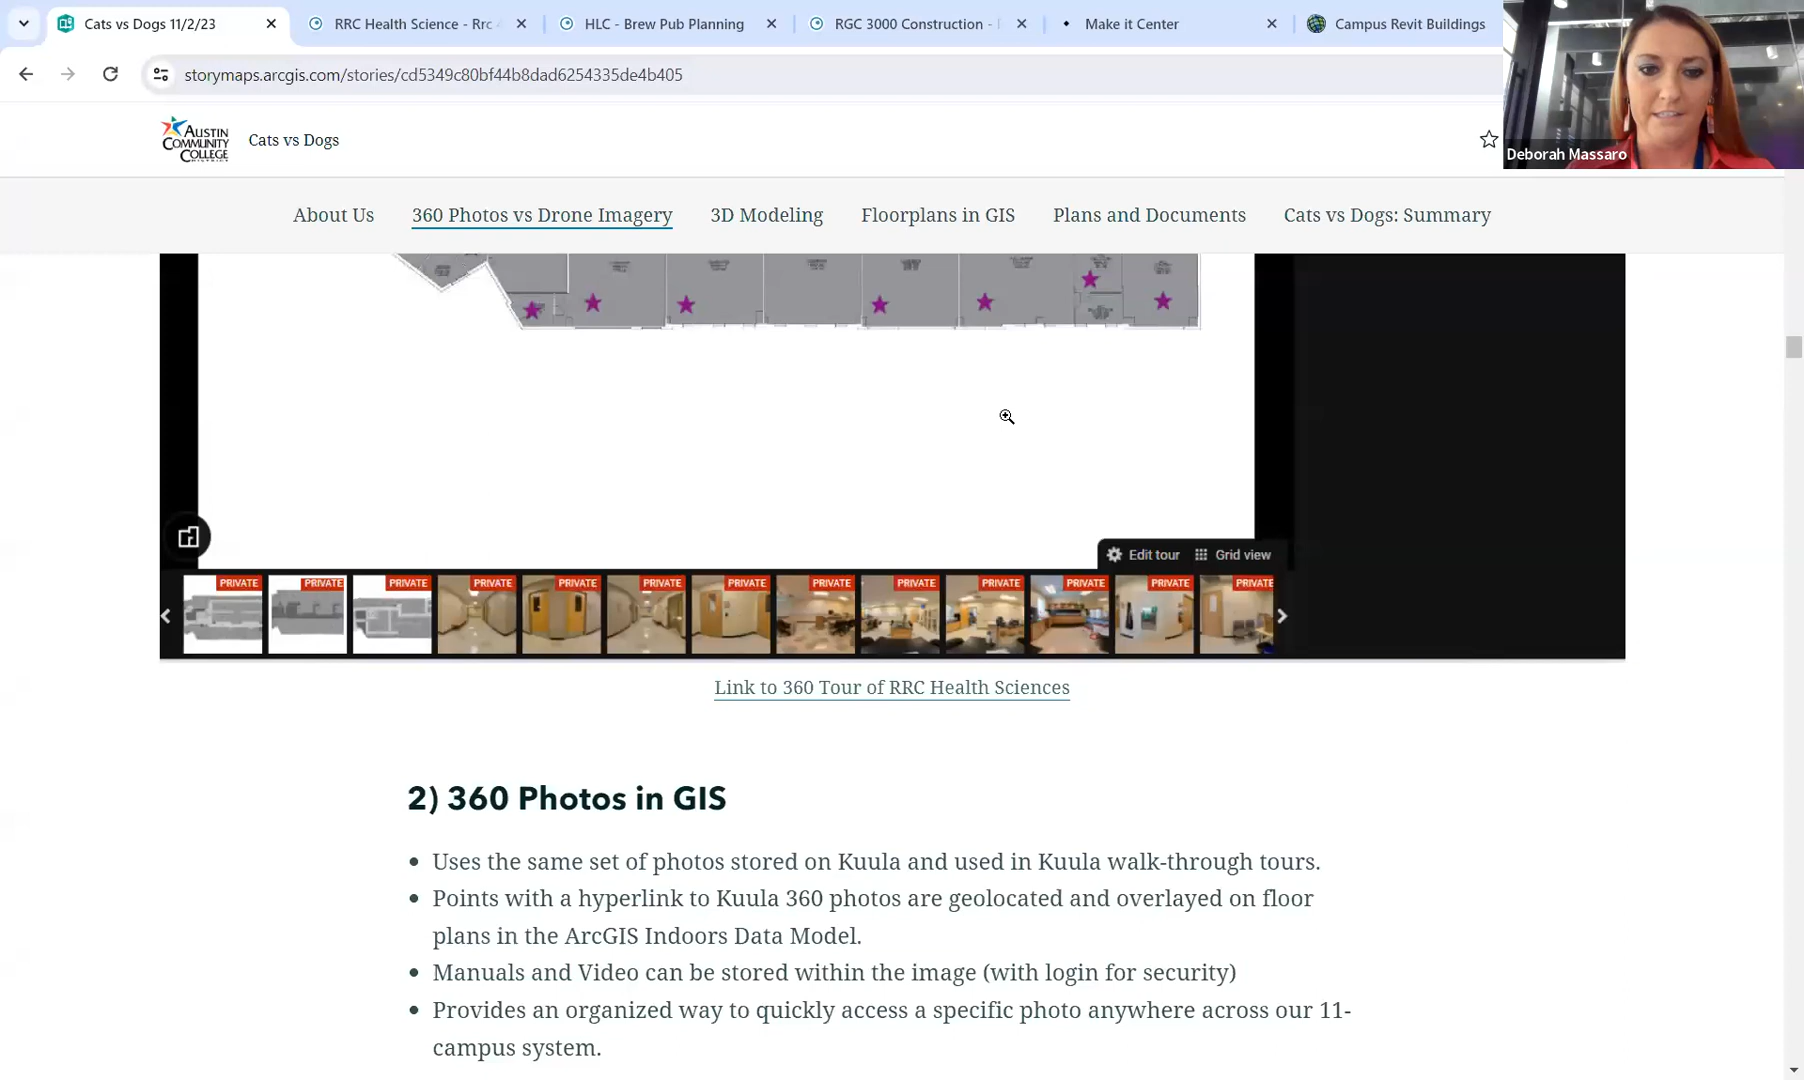 Cats vs Dogs 11/2/23
RRC Health Science - Rrc
HLC - Brew Pub Planning
RGC 3000 Construction -
Make it Center
Campus Revit Buildings
storymaps.arcgis.com/stories/cd5349c80bf44b8dad6254335de4b405
Deborah Massaro
AUSTIN
COMMUNITY
COLLEGE
DISTRICT
Cats vs Dogs
About Us
360 Photos vs Drone Imagery
3D Modeling
Floorplans in GIS
Plans and Documents
Cats vs Dogs: Summary
Edit tour
Grid view
PRIVATE
PRIVATE
PRIVATE
PRIVATE
PRIVATE
PRIVATE
PRIVATE
PRIVATE
PRIVATE
PRIVATE
PRIVATE
PRIVATE
PRIVATE
Link to 360 Tour of RRC Health Sciences
2) 360 Photos in GIS
Uses the same set of photos stored on Kuula and used in Kuula walk-through tours.
Points with a hyperlink to Kuula 360 photos are geolocated and overlayed on floor
plans in the ArcGIS Indoors Data Model.
Manuals and Video can be stored within the image (with login for security)
Provides an organized way to quickly access a specific photo anywhere across our 11-
campus system.